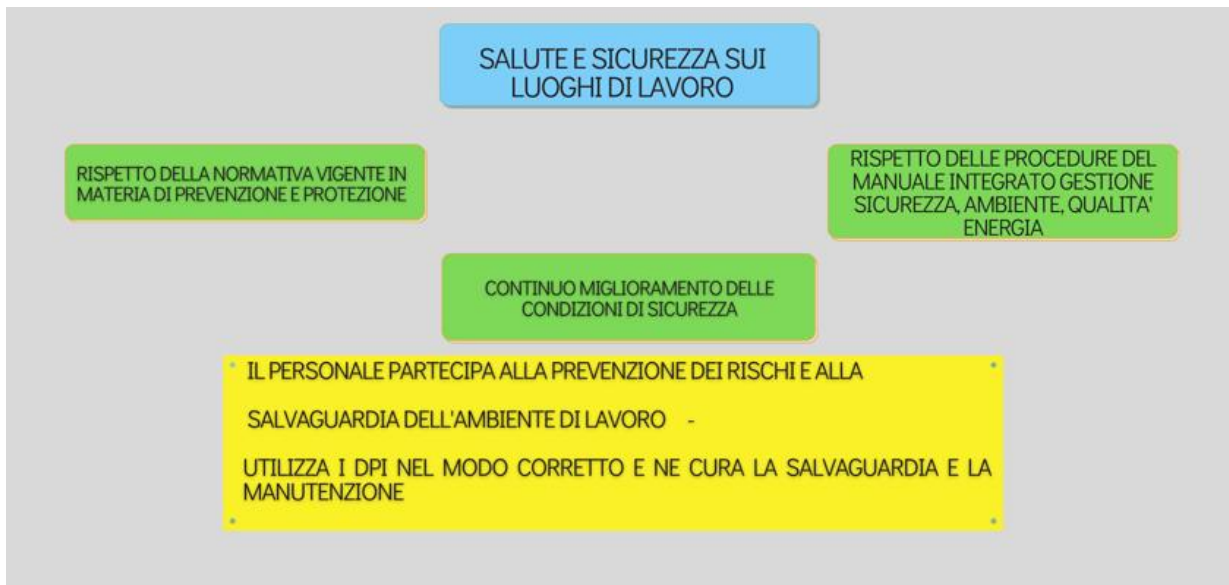 SALUTE E SICUREZZA SUI
LUOGHI DI LAVORO
RISPETTO DELLA NORMATIVA VIGENTE IN
MATERIA DI PREVENZIONE E PROTEZIONE
RISPETTO DELLE PROCEDURE DEL
MANUALE INTEGRATO GESTIONE
SICUREZZA, AMBIENTE, QUALITA'
ENERGIA
CONTINUO MIGLIORAMENTO DELLE
CONDIZIONI DI SICUREZZA
IL PERSONALE PARTECIPA ALLA PREVENZIONE DEI RISCHI E ALLA
SALVAGUARDIA DELL'AMBIENTE DI LAVORO -
UTILIZZA I DPI NEL MODO CORRETTO E NE CURA LA SALVAGUARDIA E LA
MANUTENZIONE